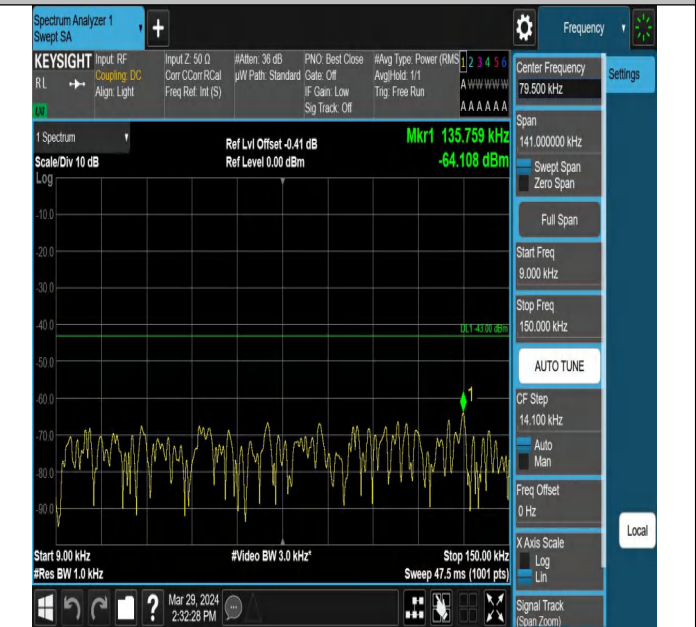 Spectrum Analyzer 1
Swept SA
+
Frequency
KEYSIGHT
RL
Input: RF
Coupling: DC
Align: Light
Input Z: 50 Ω
Corr CCorr RCal
Freq Ref: Int (S)
#Atten: 36 dB
µW Path: Standard
PNO: Best Close
Gate: Off
IF Gain: Low
Sig Track: Off
#Avg Type: Power (RMS
Avg|Hold: 1/1
Trig: Free Run
1 2 3 4 5 6
A W W W W W
A A A A A A
1 Spectrum
Scale/Div 10 dB
Log
Ref Lvl Offset -0.41 dB
Ref Level 0.00 dBm
Mkr1 135.759 kHz
-64.108 dBm
-10.0
-20.0
-30.0
-40.0
DL1 -43.00 dBm
-50.0
-60.0
1
-70.0
-80.0
-90.0
Start 9.00 kHz
#Res BW 1.0 kHz
#Video BW 3.0 kHz*
Stop 150.00 kHz
Sweep 47.5 ms (1001 pts)
Center Frequency
79.500 kHz
Settings
Span
141.000000 kHz
Swept Span
Zero Span
Full Span
Start Freq
9.000 kHz
Stop Freq
150.000 kHz
AUTO TUNE
CF Step
14.100 kHz
Auto
Man
Freq Offset
0 Hz
X Axis Scale
Log
Lin
Local
Signal Track
(Span Zoom)
?
Mar 29, 2024
2:32:28 PM